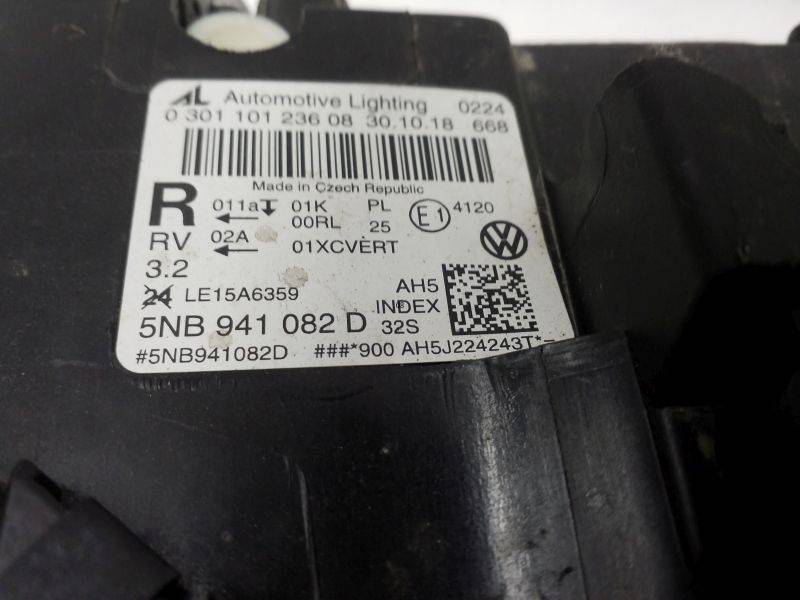 AL Automotive Lighting 0224
0 301 101 236 08 30.10.18 668
Made in Czech Republic
R 011a 01K PL E1 4120
00RL 25
RV 02A 01XCVERT
3.2
24 LE15A6359 AH5
INDEX
5NB 941 082 D 32S
#5NB941082D ###*900 AH5J224243T*=